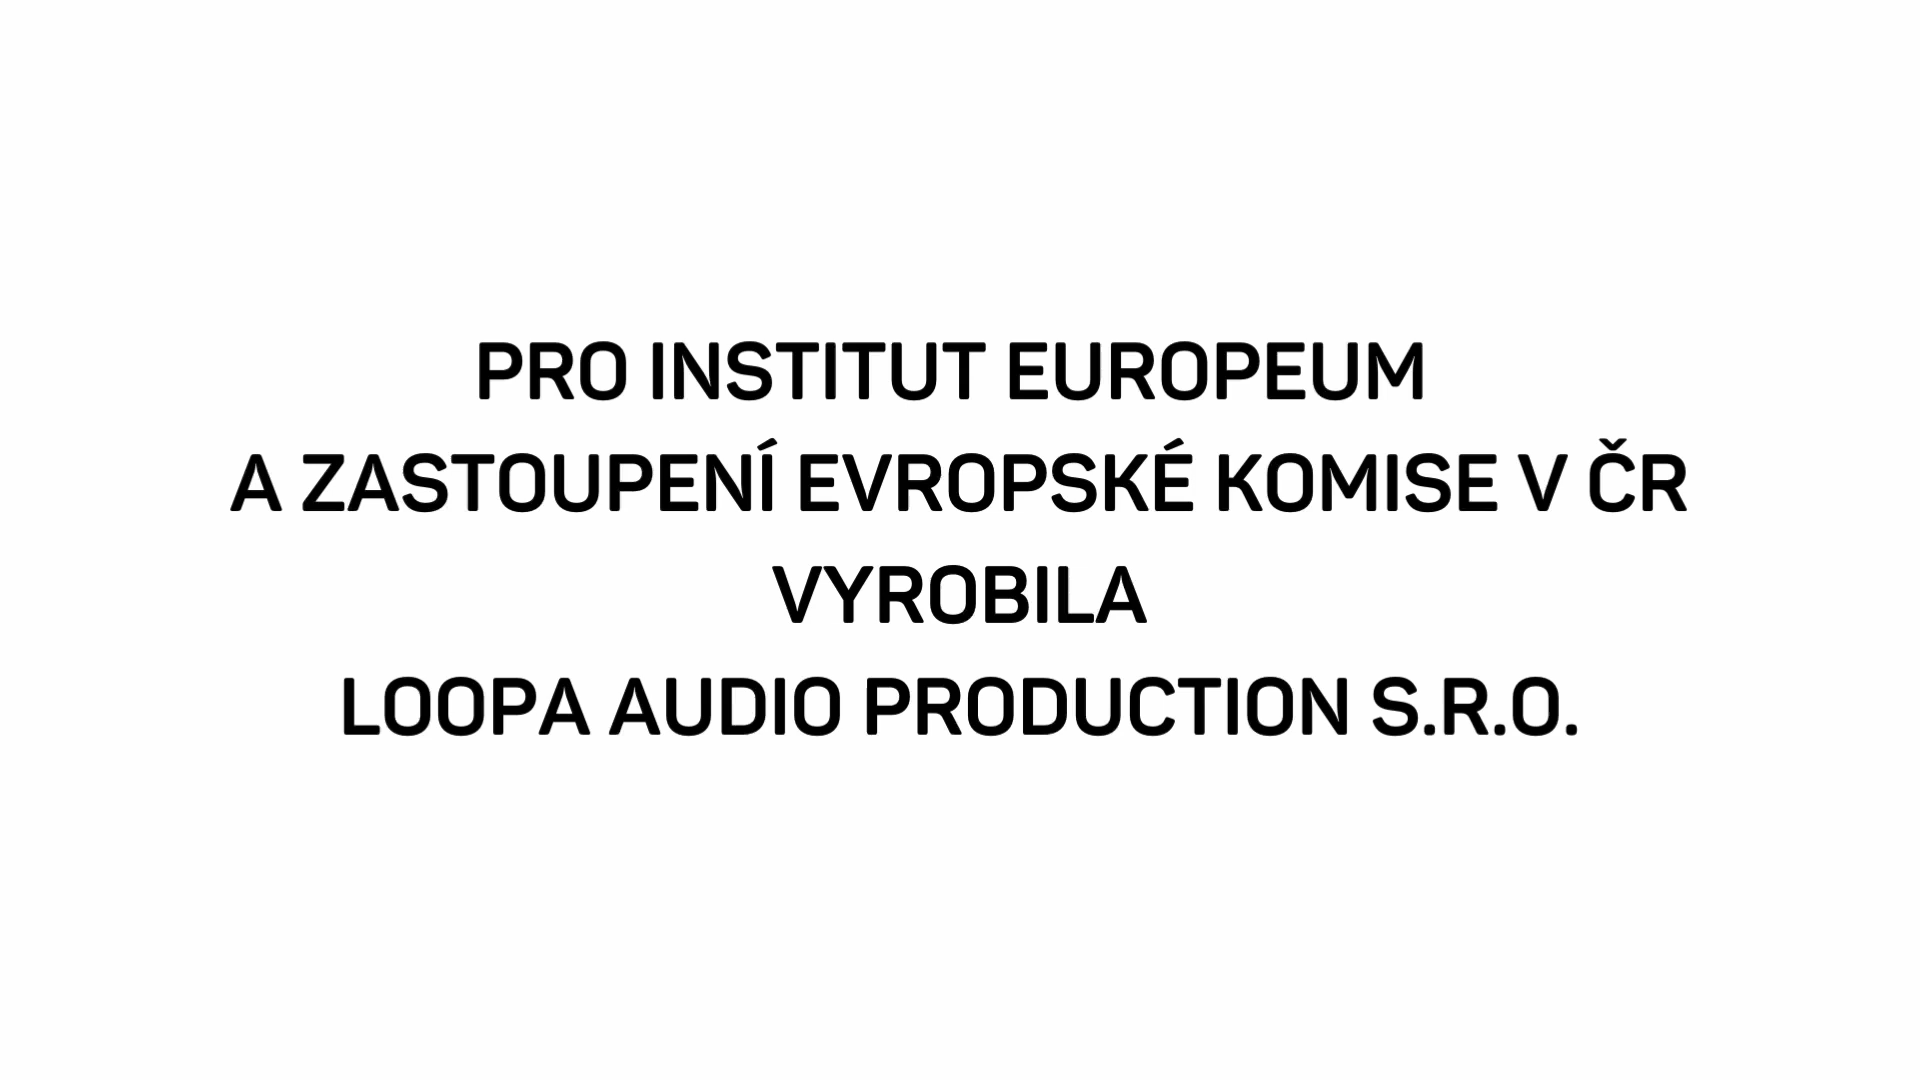 PRO INSTITUT EUROPEUM
A ZASTOUPENÍ EVROPSKÉ KOMISE V ČR
VYROBILA
LOOPA AUDIO PRODUCTION S.R.O.